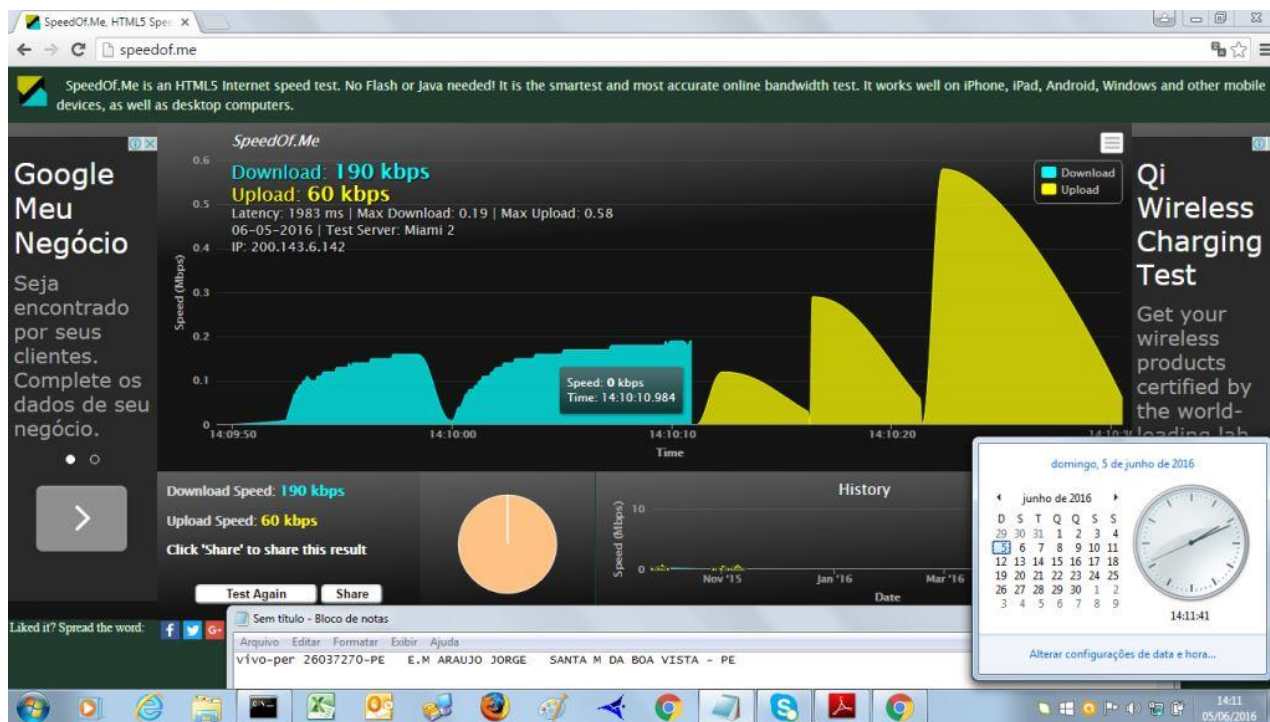 SpeedOf.Me, HTML5 Spee
speedof.me
SpeedOf.Me is an HTML5 Internet speed test. No Flash or Java needed! It is the smartest and most accurate online bandwidth test. It works well on iPhone, iPad, Android, Windows and other mobile
devices, as well as desktop computers.
Google
Meu
Negócio
Seja
encontrado
por seus
clientes.
Complete os
dados de seu
negócio.
SpeedOf.Me
Download: 190 kbps
Upload: 60 kbps
Latency: 1983 ms | Max Download: 0.19 | Max Upload: 0.58
06-05-2016 | Test Server: Miami 2
IP: 200.143.6.142
Download
Upload
Speed (Mbps)
0.6
0.5
0.4
0.3
0.2
0.1
0
Speed: 0 kbps
Time: 14:10:10.984
14:09:50 14:10:00 14:10:10 14:10:20
Time
Qi
Wireless
Charging
Test
Get your
wireless
products
certified by
the world-
leading lab
Download Speed: 190 kbps
Upload Speed: 60 kbps
Click 'Share' to share this result
Test Again Share
History
Speed (Mbps)
10
0
Nov '15 Jan '16 Mar '16
Date
domingo, 5 de junho de 2016
junho de 2016
D S T Q Q S S
29 30 31 1 2 3 4
5 6 7 8 9 10 11
12 13 14 15 16 17 18
19 20 21 22 23 24 25
26 27 28 29 30 1 2
3 4 5 6 7 8 9
14:11:41
Alterar configurações de data e hora...
Liked it? Spread the word:
Sem título - Bloco de notas
Arquivo Editar Formatar Exibir Ajuda
vivo-per 26037270-PE E.M ARAUJO JORGE SANTA M DA BOA VISTA - PE
14:11
05/06/2016